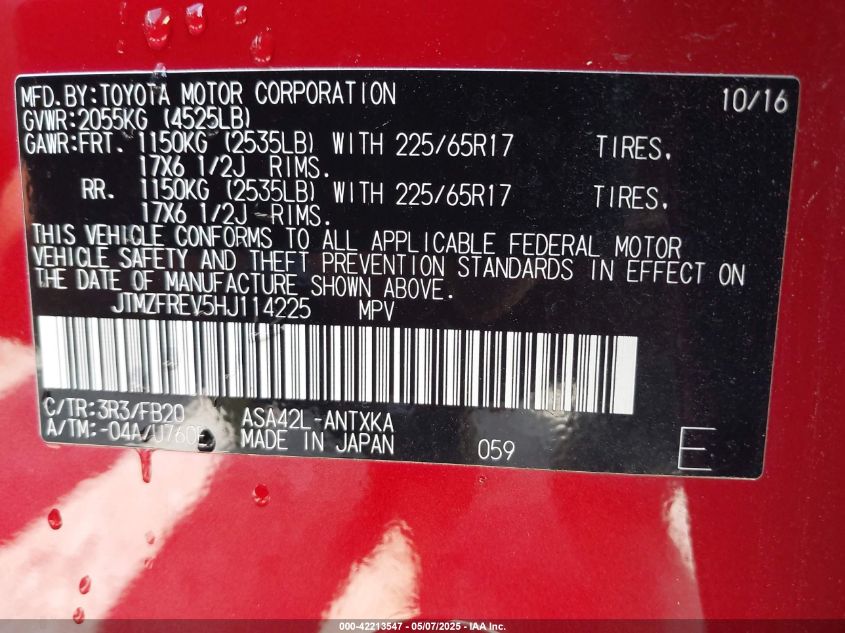 MFD.BY:TOYOTA MOTOR CORPORATION 10/16
GVWR:2055KG (4525LB)
GAWR:FRT. 1150KG (2535LB) WITH 225/65R17 TIRES,
17X6 1/2J RIMS.
RR. 1150KG (2535LB) WITH 225/65R17 TIRES,
17X6 1/2J RIMS.
THIS VEHICLE CONFORMS TO ALL APPLICABLE FEDERAL MOTOR
VEHICLE SAFETY AND THEFT PREVENTION STANDARDS IN EFFECT ON
THE DATE OF MANUFACTURE SHOWN ABOVE.
JTMZFREV5HJ114225 MPV
C/TR:3R3/FB20 ASA42L-ANTXKA
A/TM:-04A/U760E MADE IN JAPAN 059 E
000-42213547 - 05/07/2025 - IAA Inc.